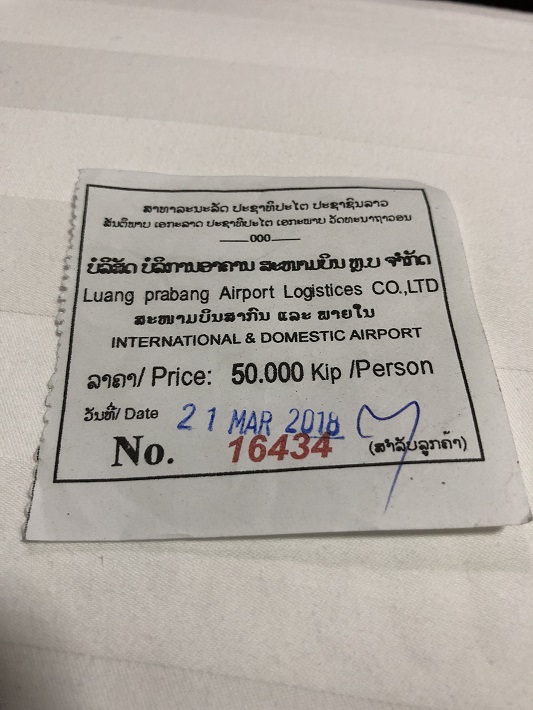 ສາທາລະນະລັດ ປະຊາທິປະໄຕ ປະຊາຊົນລາວ
ສັນຕິພາບ ເອກະລາດ ປະຊາທິປະໄຕ ເອກະພາບ ວັດທະນາຖາວອນ
——000——
ບໍລິສັດ ບໍລິການອາຄານ ສະໜາມບິນ ຫຼ.ບ ຈຳກັດ
Luang prabang Airport Logistices CO.,LTD
ສະໜາມບິນສາກົນ ແລະ ພາຍໃນ
INTERNATIONAL & DOMESTIC AIRPORT
ລາຄາ/ Price: 50.000 Kip /Person
ວັນທີ່/ Date 21 MAR 2018
No. 16434 (ສຳລັບລູກຄ້າ)